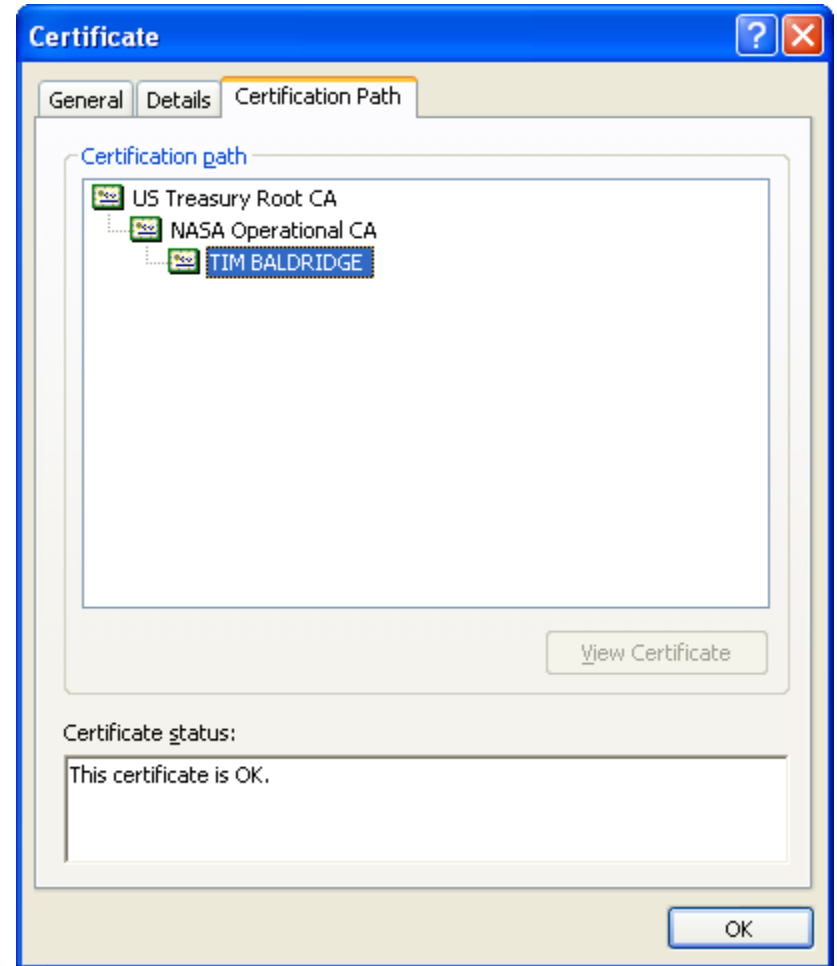 Certificate
General Details Certification Path
Certification path
US Treasury Root CA
NASA Operational CA
TIM BALDRIDGE
View Certificate
Certificate status:
This certificate is OK.
OK